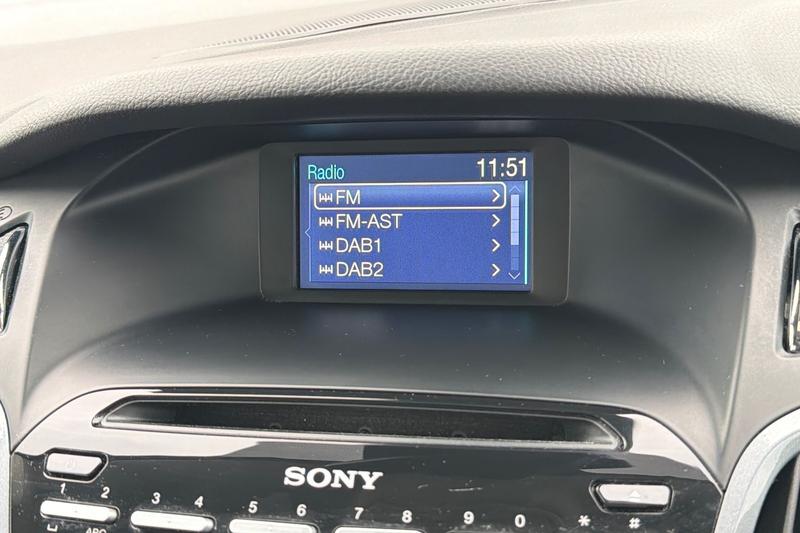 Radio 11:51
FM
FM-AST
DAB1
DAB2
SONY
1 2 3 4 5 6 7 8 9 0 * #
ABC